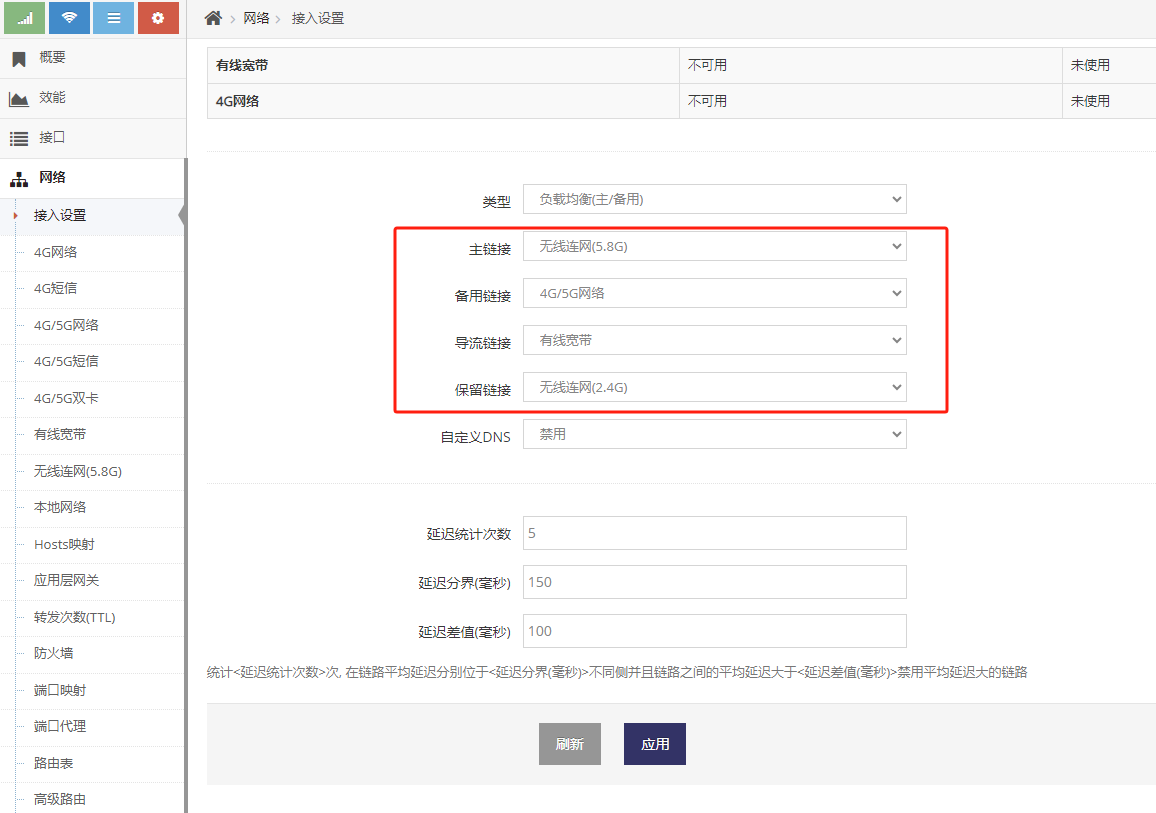 网络 接入设置
概要
效能
接口
网络
接入设置
4G网络
4G短信
4G/5G网络
4G/5G短信
4G/5G双卡
有线宽带
无线连网(5.8G)
本地网络
Hosts映射
应用层网关
转发次数(TTL)
防火墙
端口映射
端口代理
路由表
高级路由
有线宽带 不可用 未使用
4G网络 不可用 未使用
类型 负载均衡(主/备用)
主链接 无线连网(5.8G)
备用链接 4G/5G网络
导流链接 有线宽带
保留链接 无线连网(2.4G)
自定义DNS 禁用
延迟统计次数 5
延迟分界(毫秒) 150
延迟差值(毫秒) 100
统计<延迟统计次数>次, 在链路平均延迟分别位于<延迟分界(毫秒)>不同侧并且链路之间的平均延迟大于<延迟差值(毫秒)>禁用平均延迟大的链路
刷新 应用